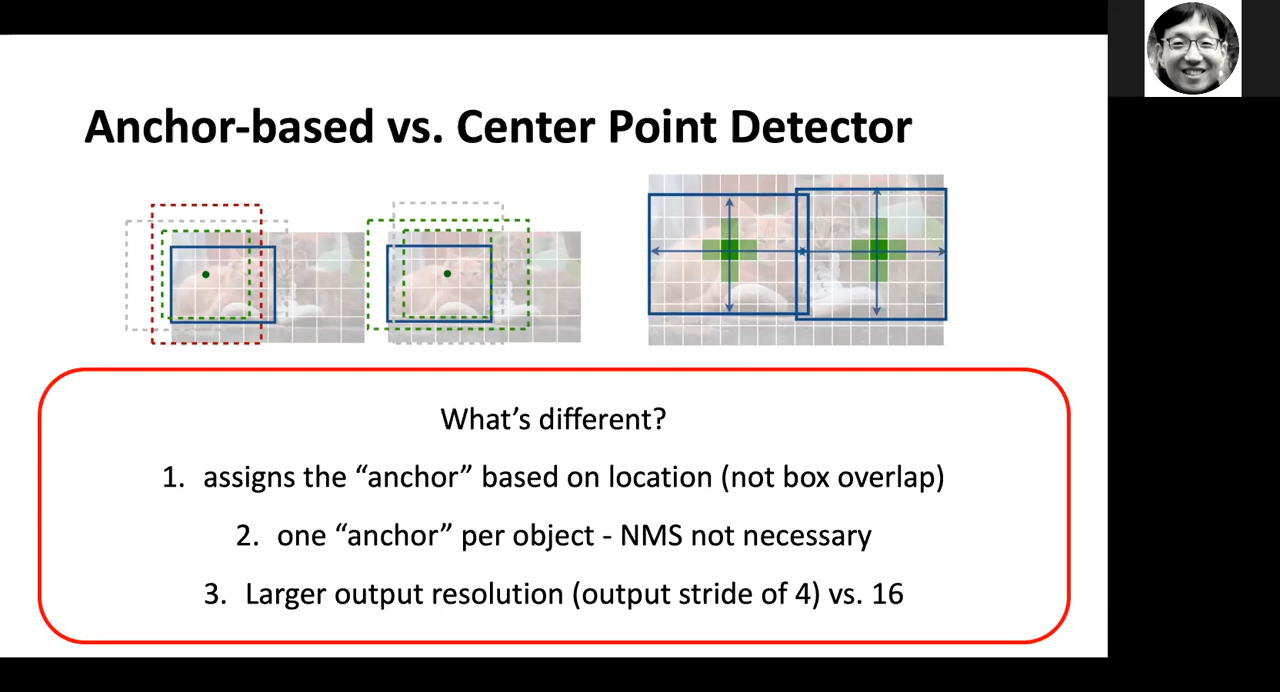 Anchor-based vs. Center Point Detector
What’s different?
1. assigns the “anchor” based on location (not box overlap)
2. one “anchor” per object - NMS not necessary
3. Larger output resolution (output stride of 4) vs. 16